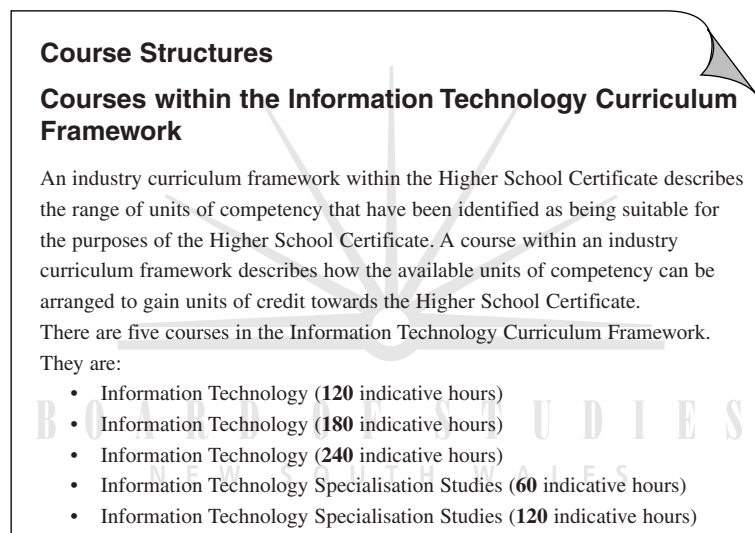 Course Structures
Courses within the Information Technology Curriculum
Framework
An industry curriculum framework within the Higher School Certificate describes
the range of units of competency that have been identified as being suitable for
the purposes of the Higher School Certificate. A course within an industry
curriculum framework describes how the available units of competency can be
arranged to gain units of credit towards the Higher School Certificate.
There are five courses in the Information Technology Curriculum Framework.
They are:
• Information Technology (120 indicative hours)
• Information Technology (180 indicative hours)
• Information Technology (240 indicative hours)
• Information Technology Specialisation Studies (60 indicative hours)
• Information Technology Specialisation Studies (120 indicative hours)
BOARD OF STUDIES
NEW SOUTH WALES